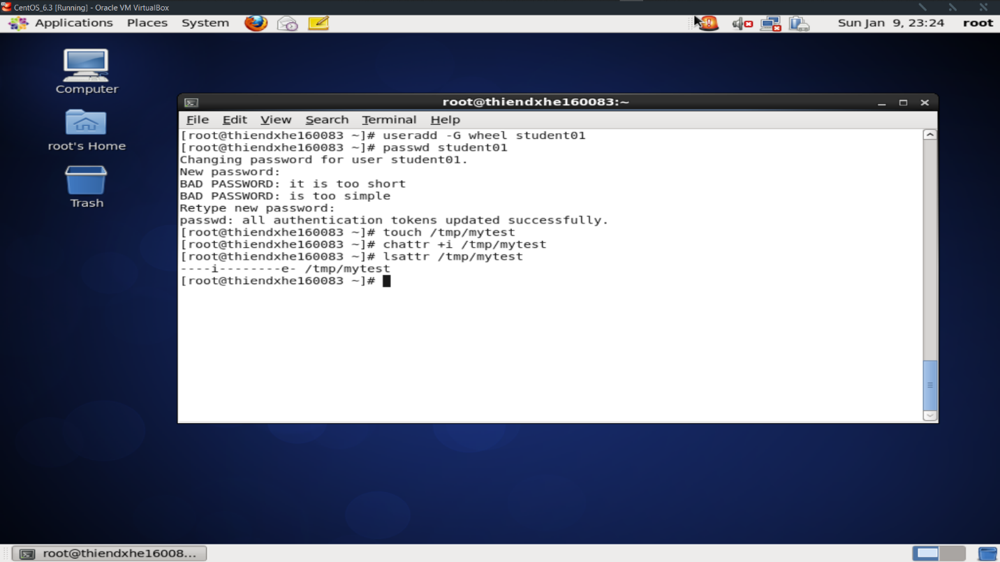 CentOS_6.3 [Running] - Oracle VM VirtualBox
Applications Places System Sun Jan 9, 23:24 root
Computer
root's Home
Trash
root@thiendxhe160083:~
File Edit View Search Terminal Help
[root@thiendxhe160083 ~]# useradd -G wheel student01
[root@thiendxhe160083 ~]# passwd student01
Changing password for user student01.
New password:
BAD PASSWORD: it is too short
BAD PASSWORD: is too simple
Retype new password:
passwd: all authentication tokens updated successfully.
[root@thiendxhe160083 ~]# touch /tmp/mytest
[root@thiendxhe160083 ~]# chattr +i /tmp/mytest
[root@thiendxhe160083 ~]# lsattr /tmp/mytest
----i--------e- /tmp/mytest
[root@thiendxhe160083 ~]#
root@thiendxhe16008...